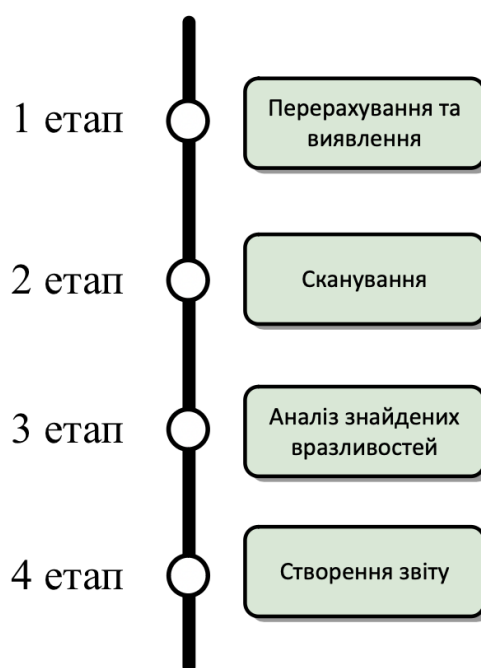 1 етап
Перерахування та
виявлення
2 етап
Сканування
3 етап
Аналіз знайдених
вразливостей
4 етап
Створення звіту